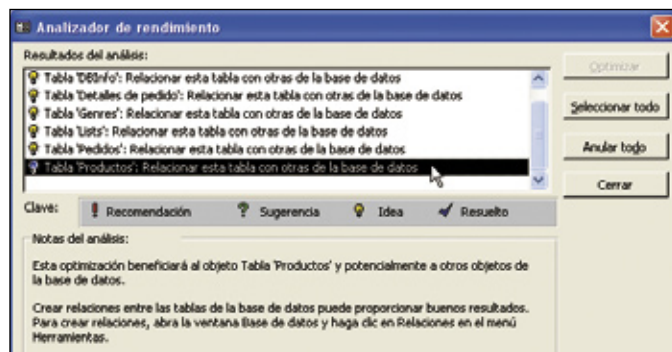 Analizador de rendimiento
Resultados del análisis:
Tabla 'DBInfo': Relacionar esta tabla con otras de la base de datos
Tabla 'Detalles de pedido': Relacionar esta tabla con otras de la base de datos
Tabla 'Genres': Relacionar esta tabla con otras de la base de datos
Tabla 'Lists': Relacionar esta tabla con otras de la base de datos
Tabla 'Pedidos': Relacionar esta tabla con otras de la base de datos
Tabla 'Productos': Relacionar esta tabla con otras de la base de datos
Optimizar
Seleccionar todo
Anular todo
Cerrar
Clave: Recomendación Sugerencia Idea Resuelto
Notas del análisis:
Esta optimización beneficiará al objeto Tabla 'Productos' y potencialmente a otros objetos de
la base de datos.
Crear relaciones entre las tablas de la base de datos puede proporcionar buenos resultados.
Para crear relaciones, abra la ventana Base de datos y haga clic en Relaciones en el menú
Herramientas.